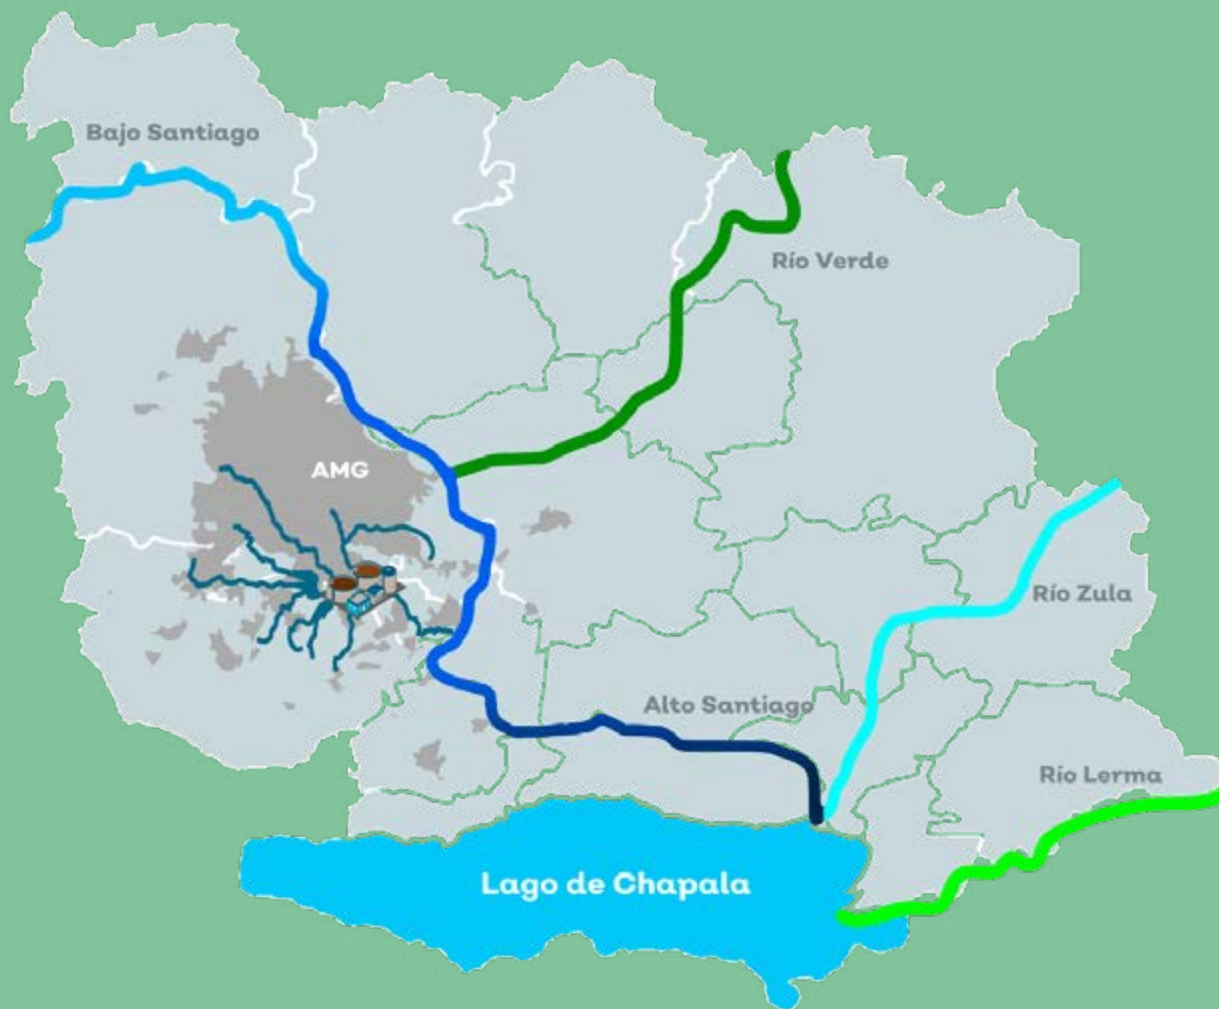 Bajo Santiago
Río Verde
AMG
Río Zula
Alto Santiago
Río Lerma
Lago de Chapala